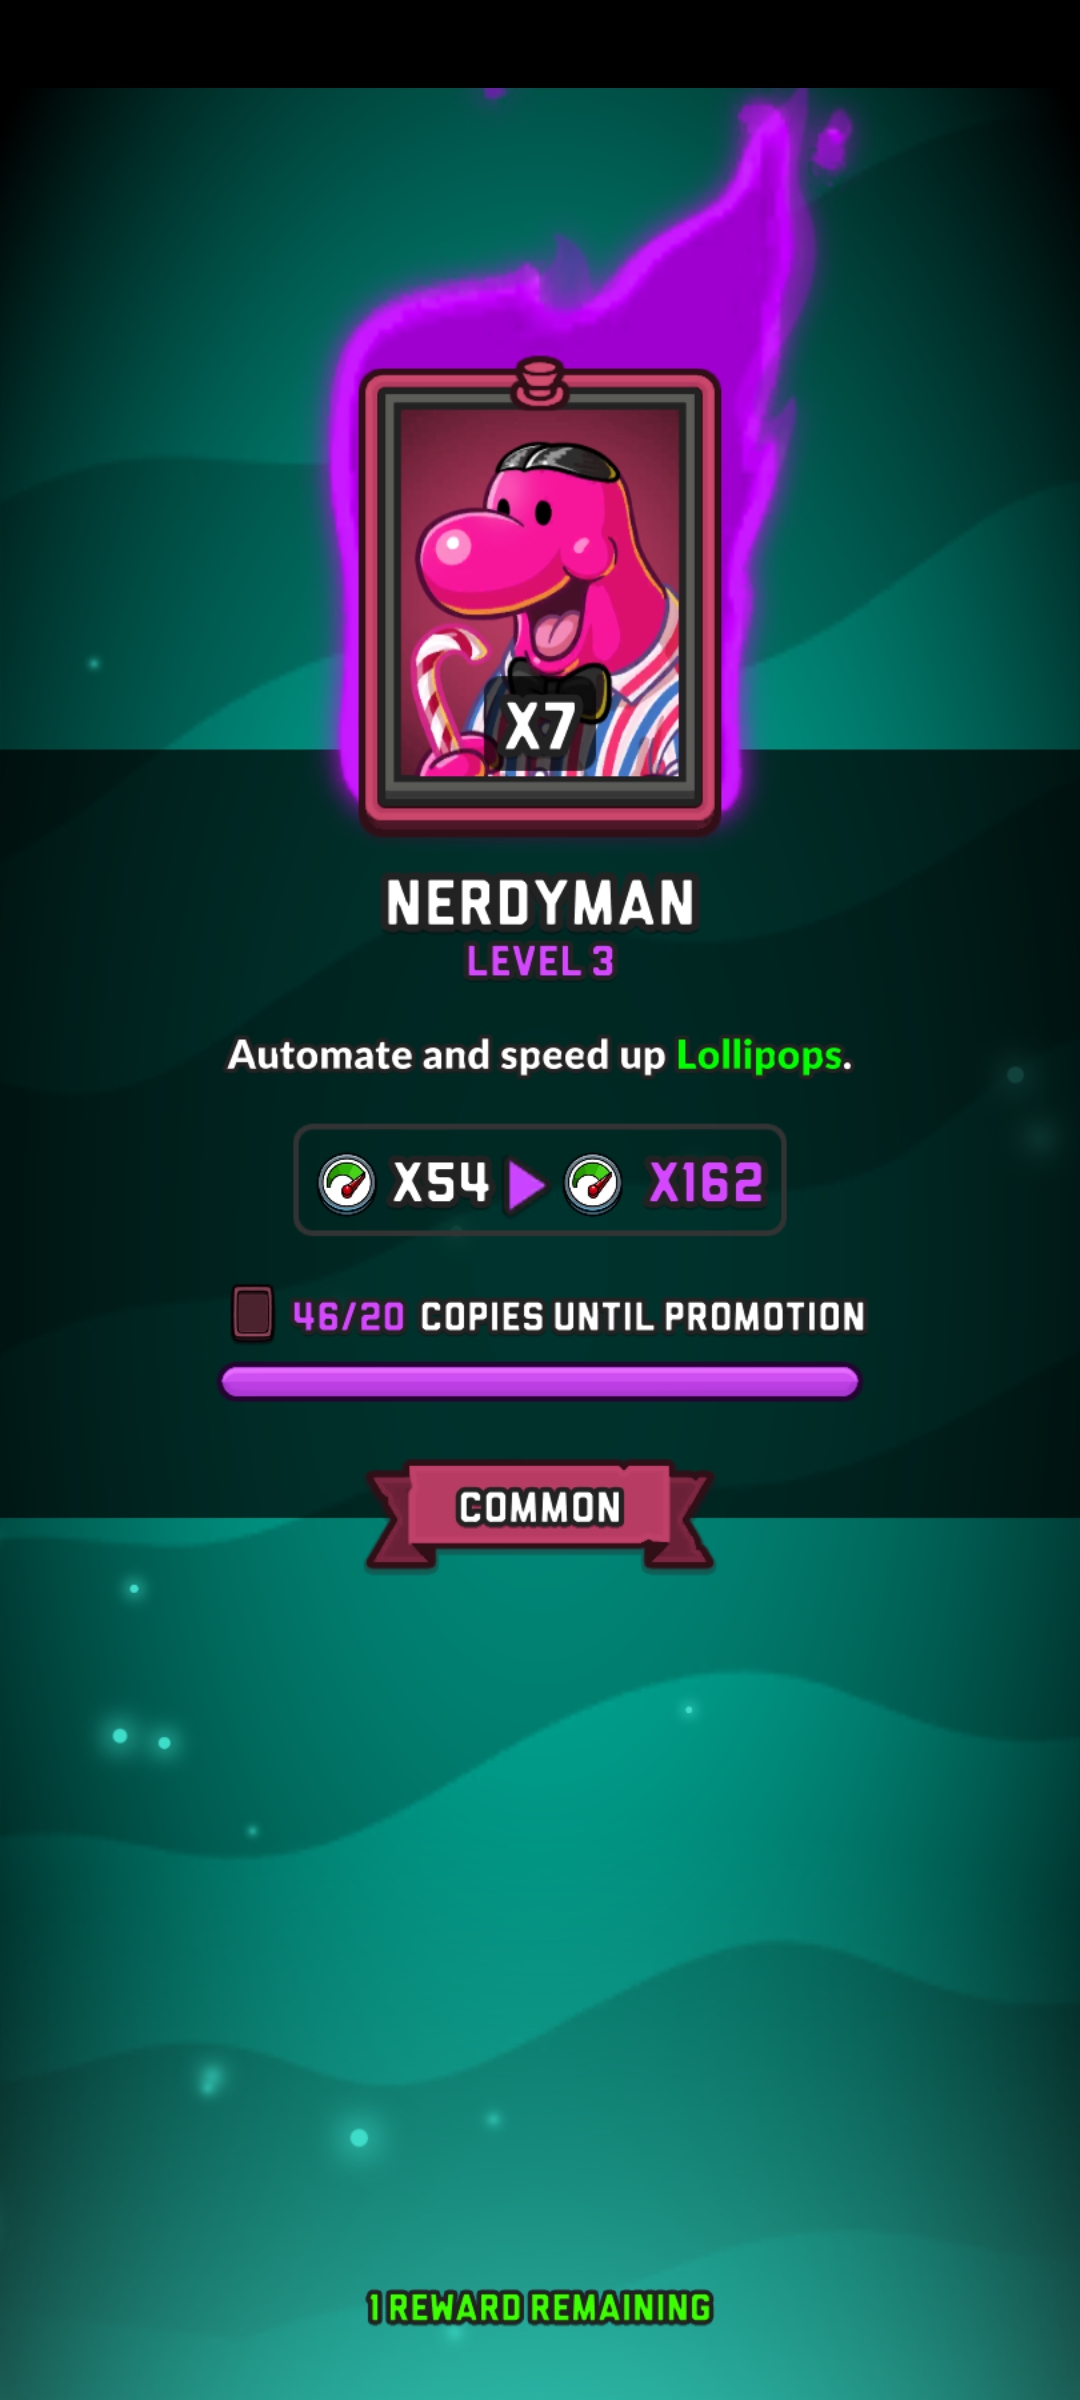 X7
NERDYMAN
LEVEL 3
Automate and speed up Lollipops.
X54 X162
46/20 COPIES UNTIL PROMOTION
COMMON
1 REWARD REMAINING